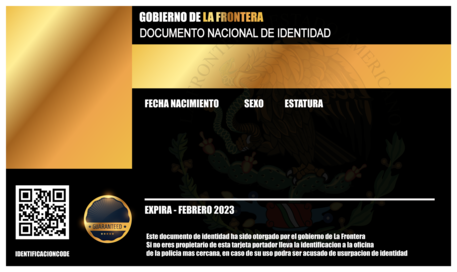 GOBIERNO DE LA FRONTERA
DOCUMENTO NACIONAL DE IDENTIDAD
FECHA NACIMIENTO SEXO ESTATURA
GUARANTEED
EXPIRA - FEBRERO 2023
IDENTIFICACIONCODE
Este documento de identidad ha sido otorgado por el gobierno de La Frontera
Si no eres propietario de esta tarjeta portador lleva la identificacion a la oficina
de la policia mas cercana, en caso de su uso podra ser acusado de usurpacion de identidad